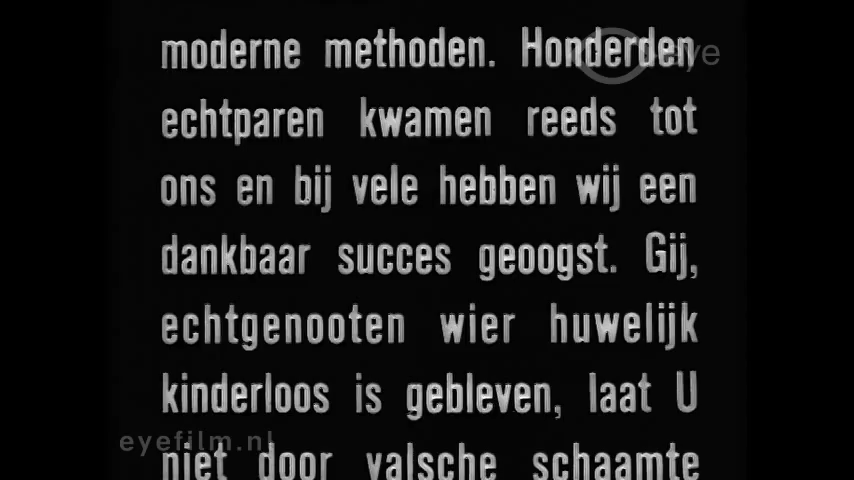 moderne methoden. Honderden
eye
echtparen kwamen reeds tot
ons en bij vele hebben wij een
dankbaar succes geoogst. Gij,
echtgenooten wier huwelijk
kinderloos is gebleven, laat U
eyefilm.nl
niet door valsche schaamte